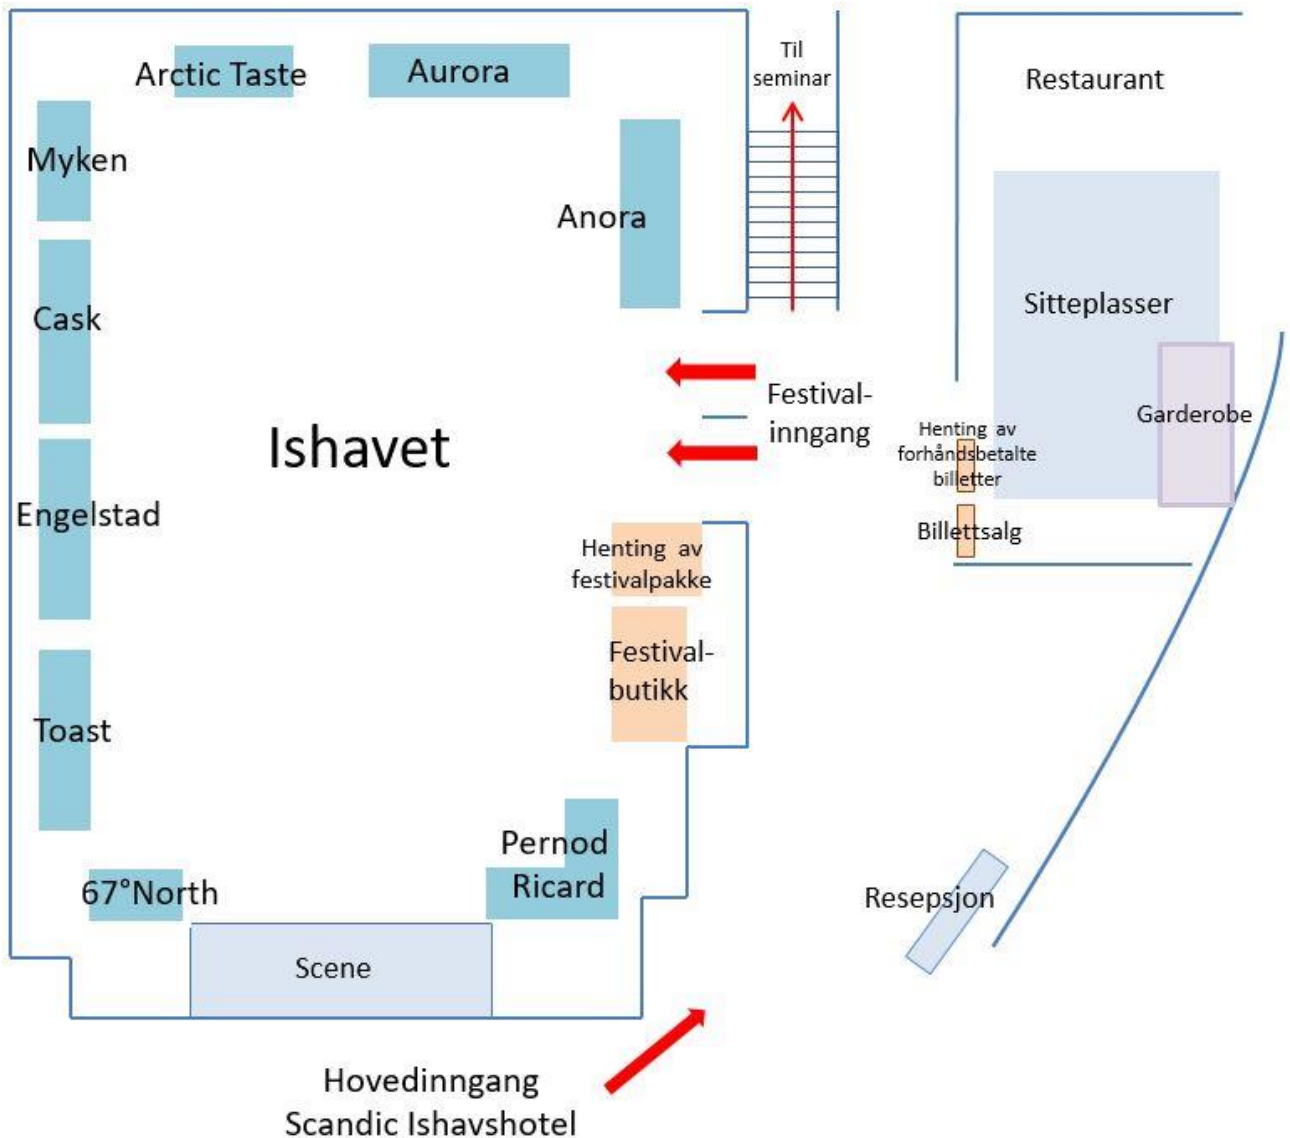 Til
seminar
Restaurant
Arctic Taste
Aurora
Myken
Anora
Cask
Sitteplasser
Festival-
inngang
Garderobe
Henting av
forhåndsbetalte
billetter
Ishavet
Engelstad
Billettsalg
Henting av
festivalpakke
Festival-
butikk
Toast
Pernod
Ricard
67°North
Resepsjon
Scene
Hovedinngang
Scandic Ishavshotel